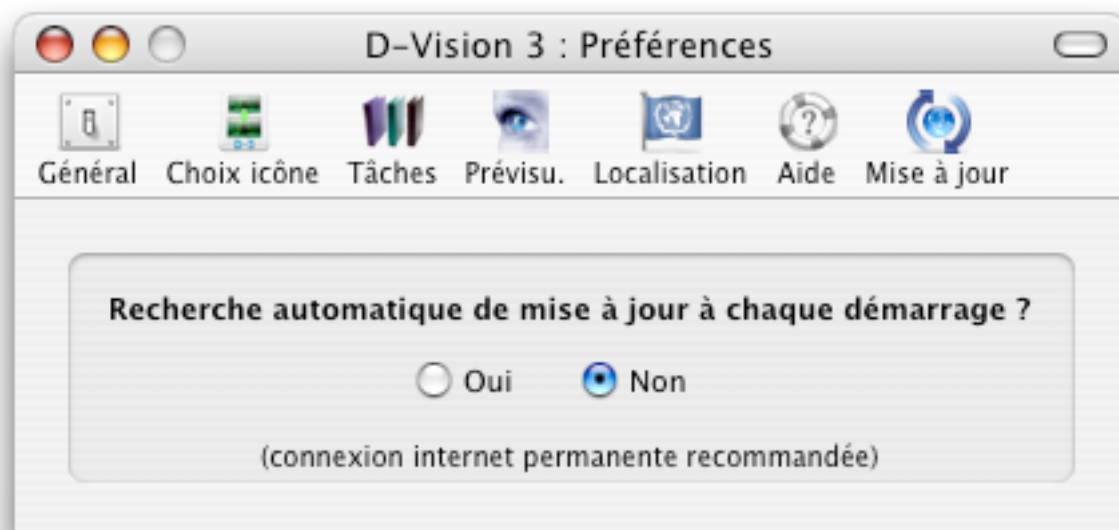 D-Vision 3 : Préférences
Général Choix icône Tâches Prévisu. Localisation Aide Mise à jour
Recherche automatique de mise à jour à chaque démarrage ?
Oui Non
(connexion internet permanente recommandée)